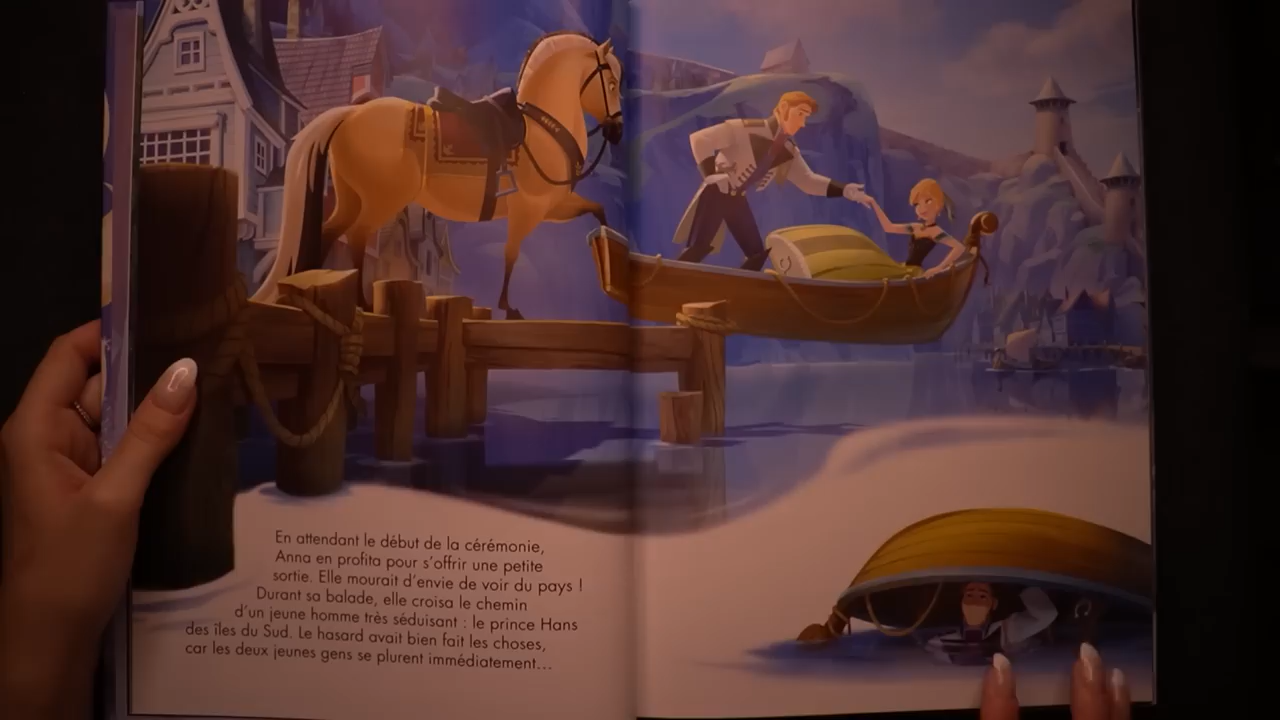 En attendant le début de la cérémonie,
Anna en profita pour s'offrir une petite
sortie. Elle mourait d'envie de voir du pays !
Durant sa balade, elle croisa le chemin
d'un jeune homme très séduisant : le prince Hans
des îles du Sud. Le hasard avait bien fait les choses,
car les deux jeunes gens se plurent immédiatement...